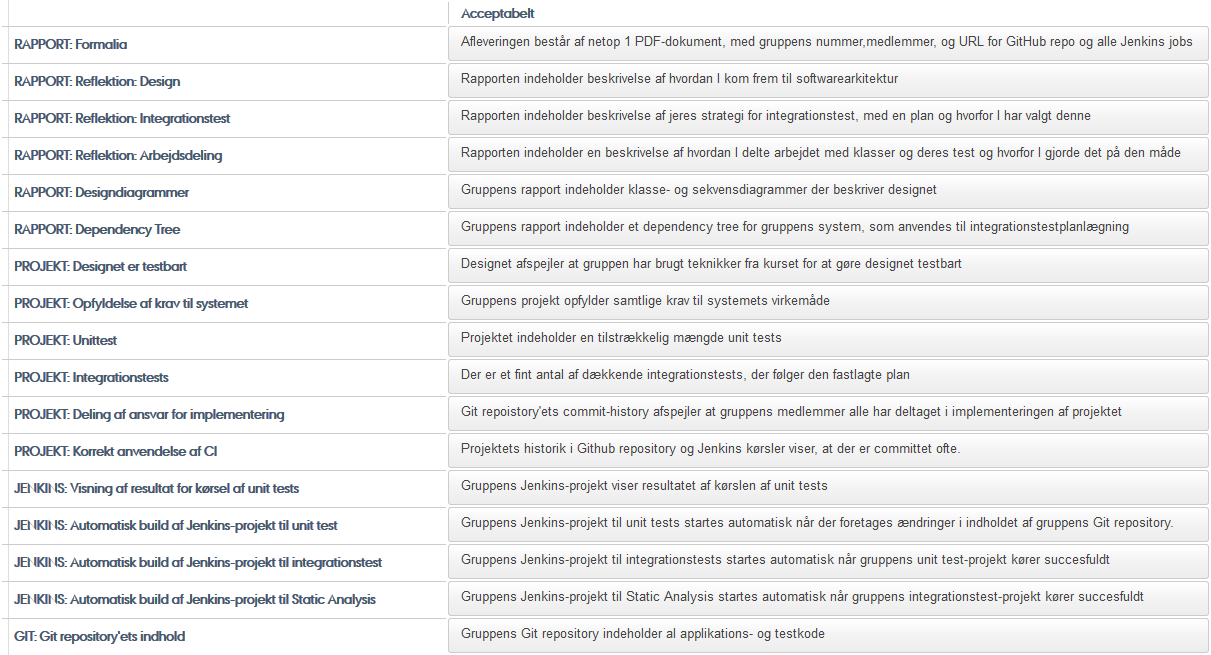 Acceptabelt
RAPPORT: Formalia
Afleveringen består af netop 1 PDF-dokument, med gruppens nummer,medlemmer, og URL for GitHub repo og alle Jenkins jobs
RAPPORT: Reflektion: Design
Rapporten indeholder beskrivelse af hvordan I kom frem til softwarearkitektur
RAPPORT: Reflektion: Integrationstest
Rapporten indeholder beskrivelse af jeres strategi for integrationstest, med en plan og hvorfor I har valgt denne
RAPPORT: Reflektion: Arbejdsdeling
Rapporten indeholder en beskrivelse af hvordan I delte arbejdet med klasser og deres test og hvorfor I gjorde det på den måde
RAPPORT: Designdiagrammer
Gruppens rapport indeholder klasse- og sekvensdiagrammer der beskriver designet
RAPPORT: Dependency Tree
Gruppens rapport indeholder et dependency tree for gruppens system, som anvendes til integrationstestplanlægning
PROJEKT: Designet er testbart
Designet afspejler at gruppen har brugt teknikker fra kurset for at gøre designet testbart
PROJEKT: Opfyldelse af krav til systemet
Gruppens projekt opfylder samtlige krav til systemets virkemåde
PROJEKT: Unittest
Projektet indeholder en tilstrækkelig mængde unit tests
PROJEKT: Integrationstests
Der er et fint antal af dækkende integrationstests, der følger den fastlagte plan
PROJEKT: Deling af ansvar for implementering
Git repoistory'ets commit-history afspejler at gruppens medlemmer alle har deltaget i implementeringen af projektet
PROJEKT: Korrekt anvendelse af CI
Projektets historik i Github repository og Jenkins kørsler viser, at der er committet ofte.
JENKINS: Visning af resultat for kørsel af unit tests
Gruppens Jenkins-projekt viser resultatet af kørslen af unit tests
JENKINS: Automatisk build af Jenkins-projekt til unit test
Gruppens Jenkins-projekt til unit tests startes automatisk når der foretages ændringer i indholdet af gruppens Git repository.
JENKINS: Automatisk build af Jenkins-projekt til integrationstest
Gruppens Jenkins-projekt til integrationstests startes automatisk når gruppens unit test-projekt kører succesfuldt
JENKINS: Automatisk build af Jenkins-projekt til Static Analysis
Gruppens Jenkins-projekt til Static Analysis startes automatisk når gruppens integrationstest-projekt kører succesfuldt
GIT: Git repository'ets indhold
Gruppens Git repository indeholder al applikations- og testkode